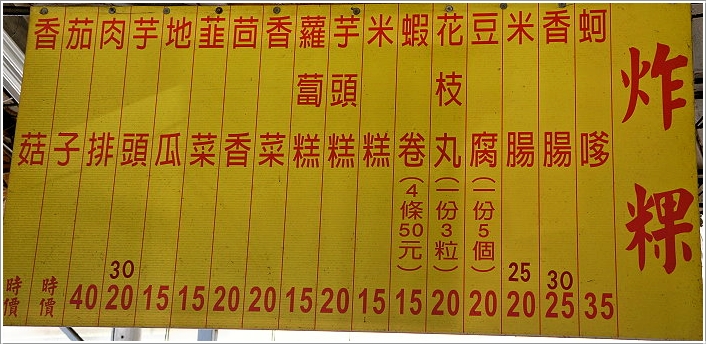 炸粿
蚵嗲 35
香腸 30 25
米腸 25 20
豆腐(一份5個) 20
花枝丸(一份3粒) 20
蝦卷(4條50元) 15
米糕 15
芋頭糕 20
蘿蔔糕 15
香菜 20
茴香 20
韮菜 15
地瓜 15
芋頭 30 20
肉排 40
茄子 時價
香菇 時價